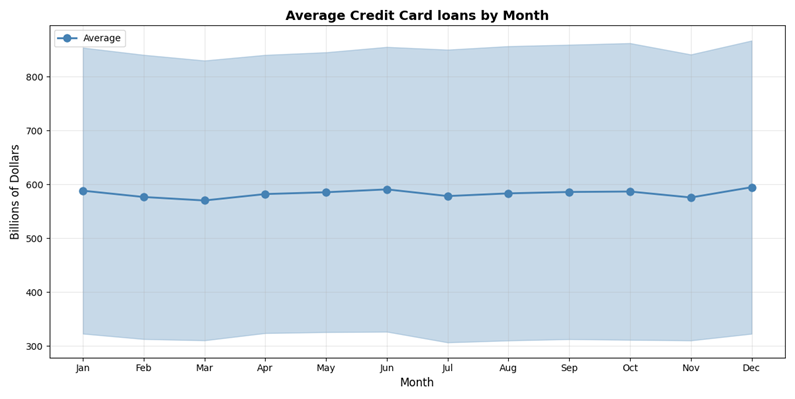 Average Credit Card loans by Month
Average
Billions of Dollars
800
700
600
500
400
300
Jan Feb Mar Apr May Jun Jul Aug Sep Oct Nov Dec
Month